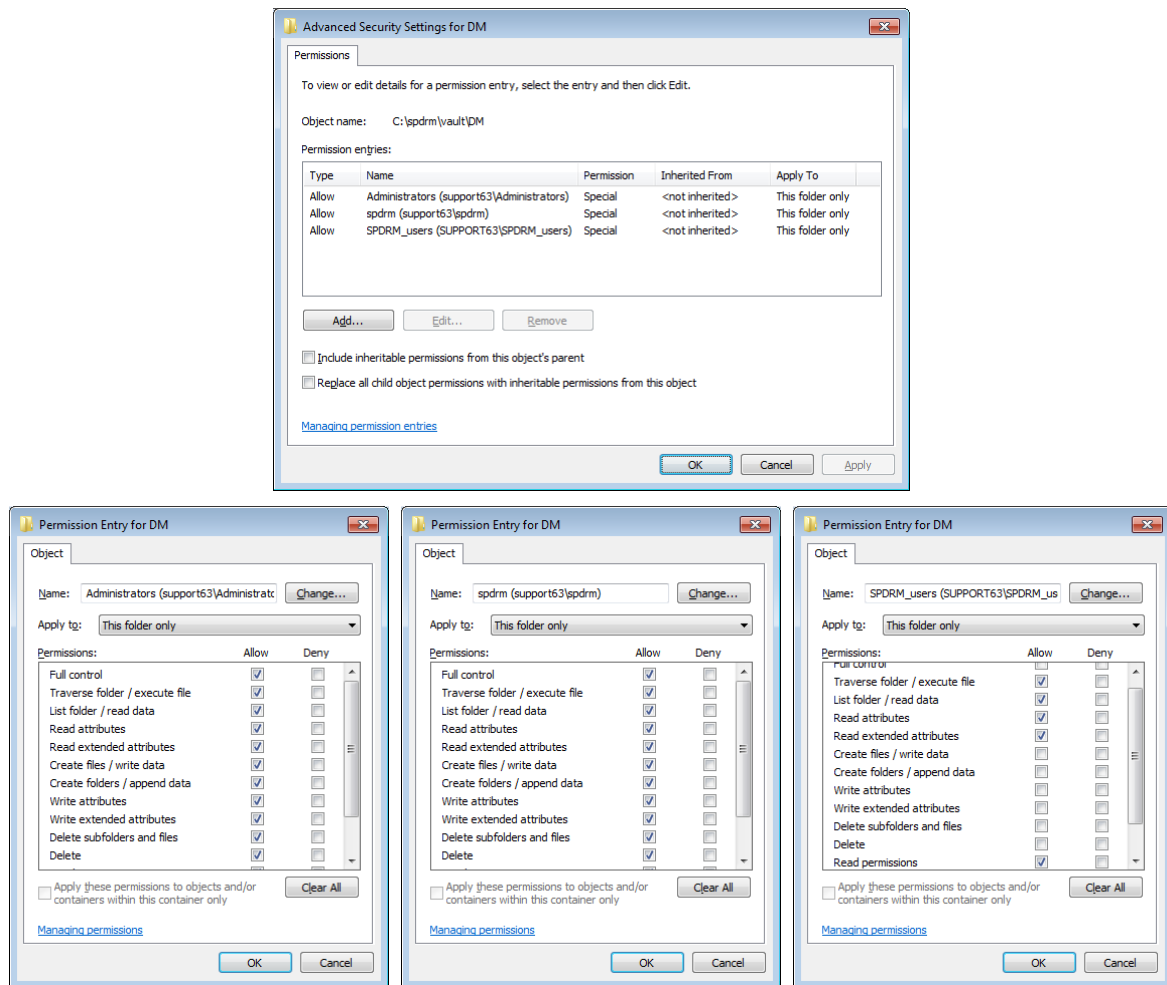 Advanced Security Settings for DM
Permissions
To view or edit details for a permission entry, select the entry and then click Edit.
Object name: C:\spdrm\vault\DM
Permission entries:
Type Name Permission Inherited From Apply To
Allow Administrators (support63\Administrators) Special <not inherited> This folder only
Allow spdrm (support63\spdrm) Special <not inherited> This folder only
Allow SPDRM_users (SUPPORT63\SPDRM_users) Special <not inherited> This folder only
Add... Edit... Remove
Include inheritable permissions from this object's parent
Replace all child object permissions with inheritable permissions from this object
Managing permission entries
OK Cancel Apply
Permission Entry for DM
Object
Name: Administrators (support63\Administratc Change...
Apply to: This folder only
Permissions: Allow Deny
Full control
Traverse folder / execute file
List folder / read data
Read attributes
Read extended attributes
Create files / write data
Create folders / append data
Write attributes
Write extended attributes
Delete subfolders and files
Delete
Apply these permissions to objects and/or
containers within this container only
Clear All
Managing permissions
OK Cancel
Permission Entry for DM
Object
Name: spdrm (support63\spdrm) Change...
Apply to: This folder only
Permissions: Allow Deny
Full control
Traverse folder / execute file
List folder / read data
Read attributes
Read extended attributes
Create files / write data
Create folders / append data
Write attributes
Write extended attributes
Delete subfolders and files
Delete
Apply these permissions to objects and/or
containers within this container only
Clear All
Managing permissions
OK Cancel
Permission Entry for DM
Object
Name: SPDRM_users (SUPPORT63\SPDRM_us Change...
Apply to: This folder only
Permissions: Allow Deny
Full control
Traverse folder / execute file
List folder / read data
Read attributes
Read extended attributes
Create files / write data
Create folders / append data
Write attributes
Write extended attributes
Delete subfolders and files
Delete
Read permissions
Apply these permissions to objects and/or
containers within this container only
Clear All
Managing permissions
OK Cancel